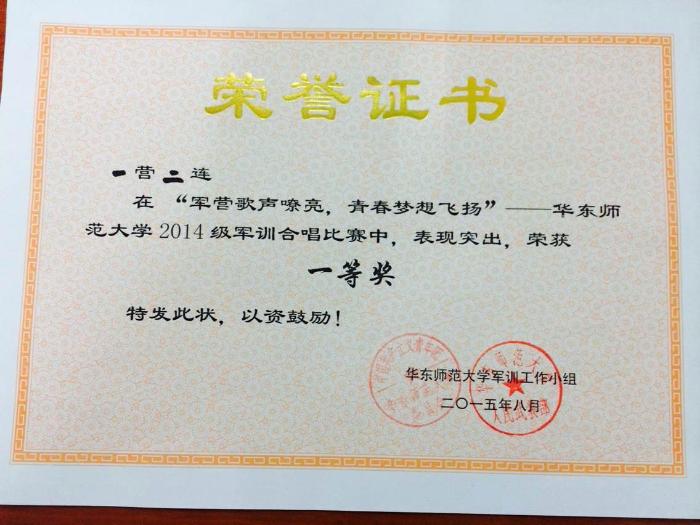 荣誉证书
一营二连
在“军营歌声嘹亮，青春梦想飞扬”——华东师
范大学2014级军训合唱比赛中，表现突出，荣获
一等奖
特发此状，以资鼓励！
华东师范大学军训工作小组
二〇一五年八月